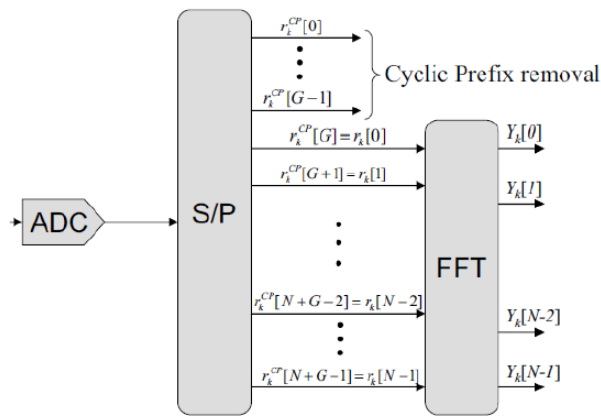 r_k^{CP}[0]
Cyclic Prefix removal
r_k^{CP}[G−1]
r_k^{CP}[G]=r_k[0]
Y_k[0]
r_k^{CP}[G+1]=r_k[1]
Y_k[1]
ADC
S/P
FFT
r_k^{CP}[N+G−2]=r_k[N−2]
Y_k[N-2]
r_k^{CP}[N+G−1]=r_k[N−1]
Y_k[N-1]